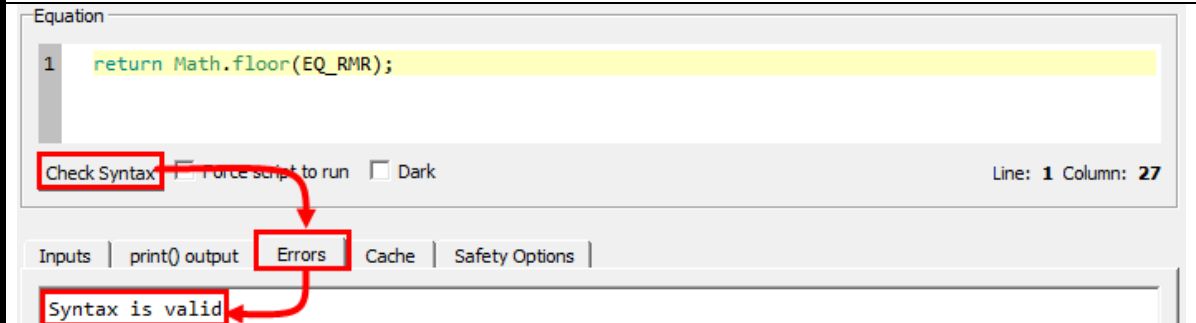 Equation
1 return Math.floor(EQ_RMR);
Check Syntax Force script to run Dark Line: 1 Column: 27
Inputs print() output Errors Cache Safety Options
Syntax is valid